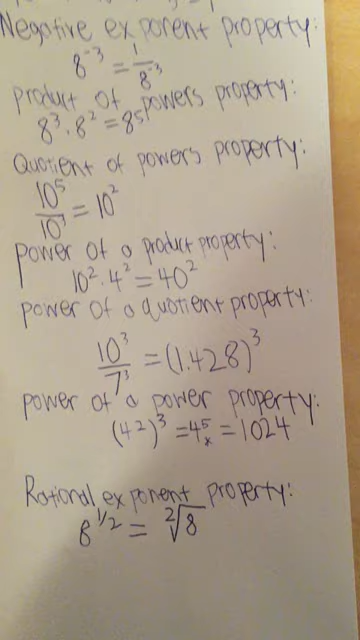 Negative exponent property:
8^-3 = 1/8^-3
product of powers property:
8^3 · 8^2 = 8^5
Quotient of powers property:
10^5/10^7 = 10^2
power of a product property:
10^2 · 4^2 = 40^2
power of a quotient property:
10^3/7^3 = (1.428)^3
power of a power property:
(4^2)^3 = 4^5 x = 1024
Rational exponent property:
8^1/2 = ²√8